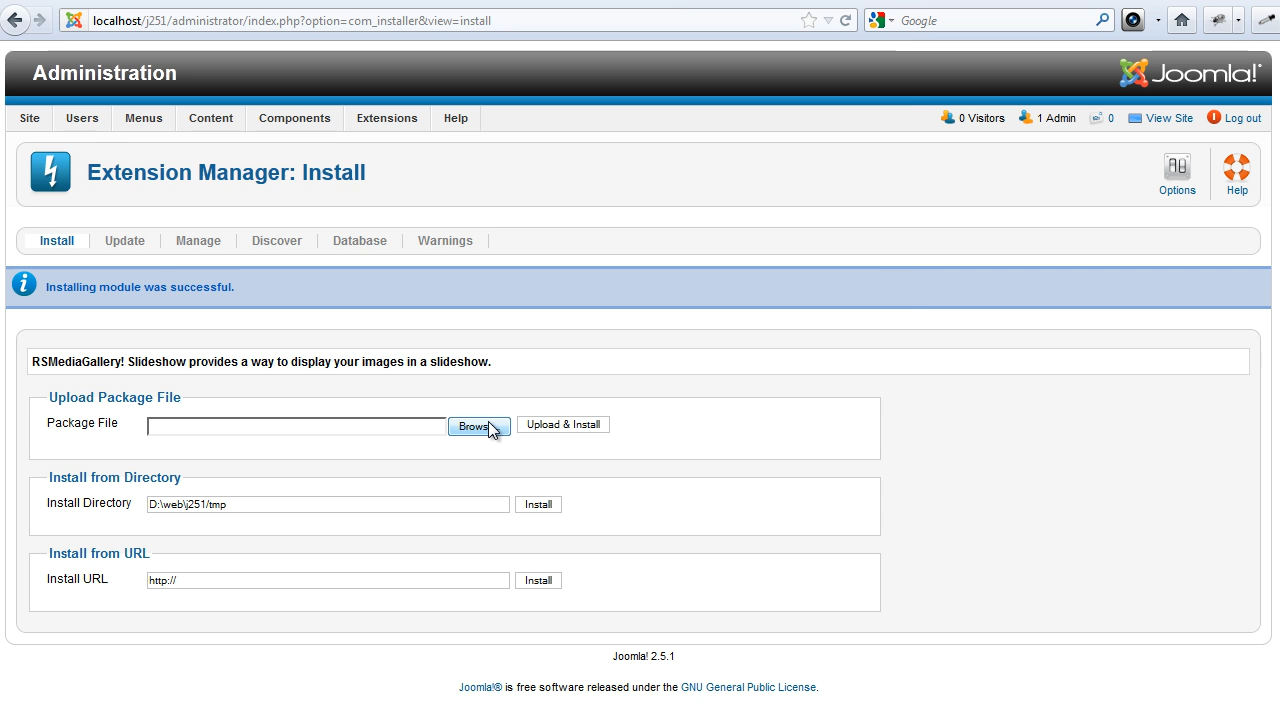 localhost/j251/administrator/index.php?option=com_installer&view=install
Google
Administration
Joomla!®
Site Users Menus Content Components Extensions Help
0 Visitors 1 Admin 0 View Site Log out
Extension Manager: Install
Options Help
Install Update Manage Discover Database Warnings
Installing module was successful.
RSMediaGallery! Slideshow provides a way to display your images in a slideshow.
Upload Package File
Package File Upload & Install
Install from Directory
Install Directory D:\web\j251/tmp Install
Install from URL
Install URL http:// Install
Joomla! 2.5.1
Joomla!® is free software released under the GNU General Public License.